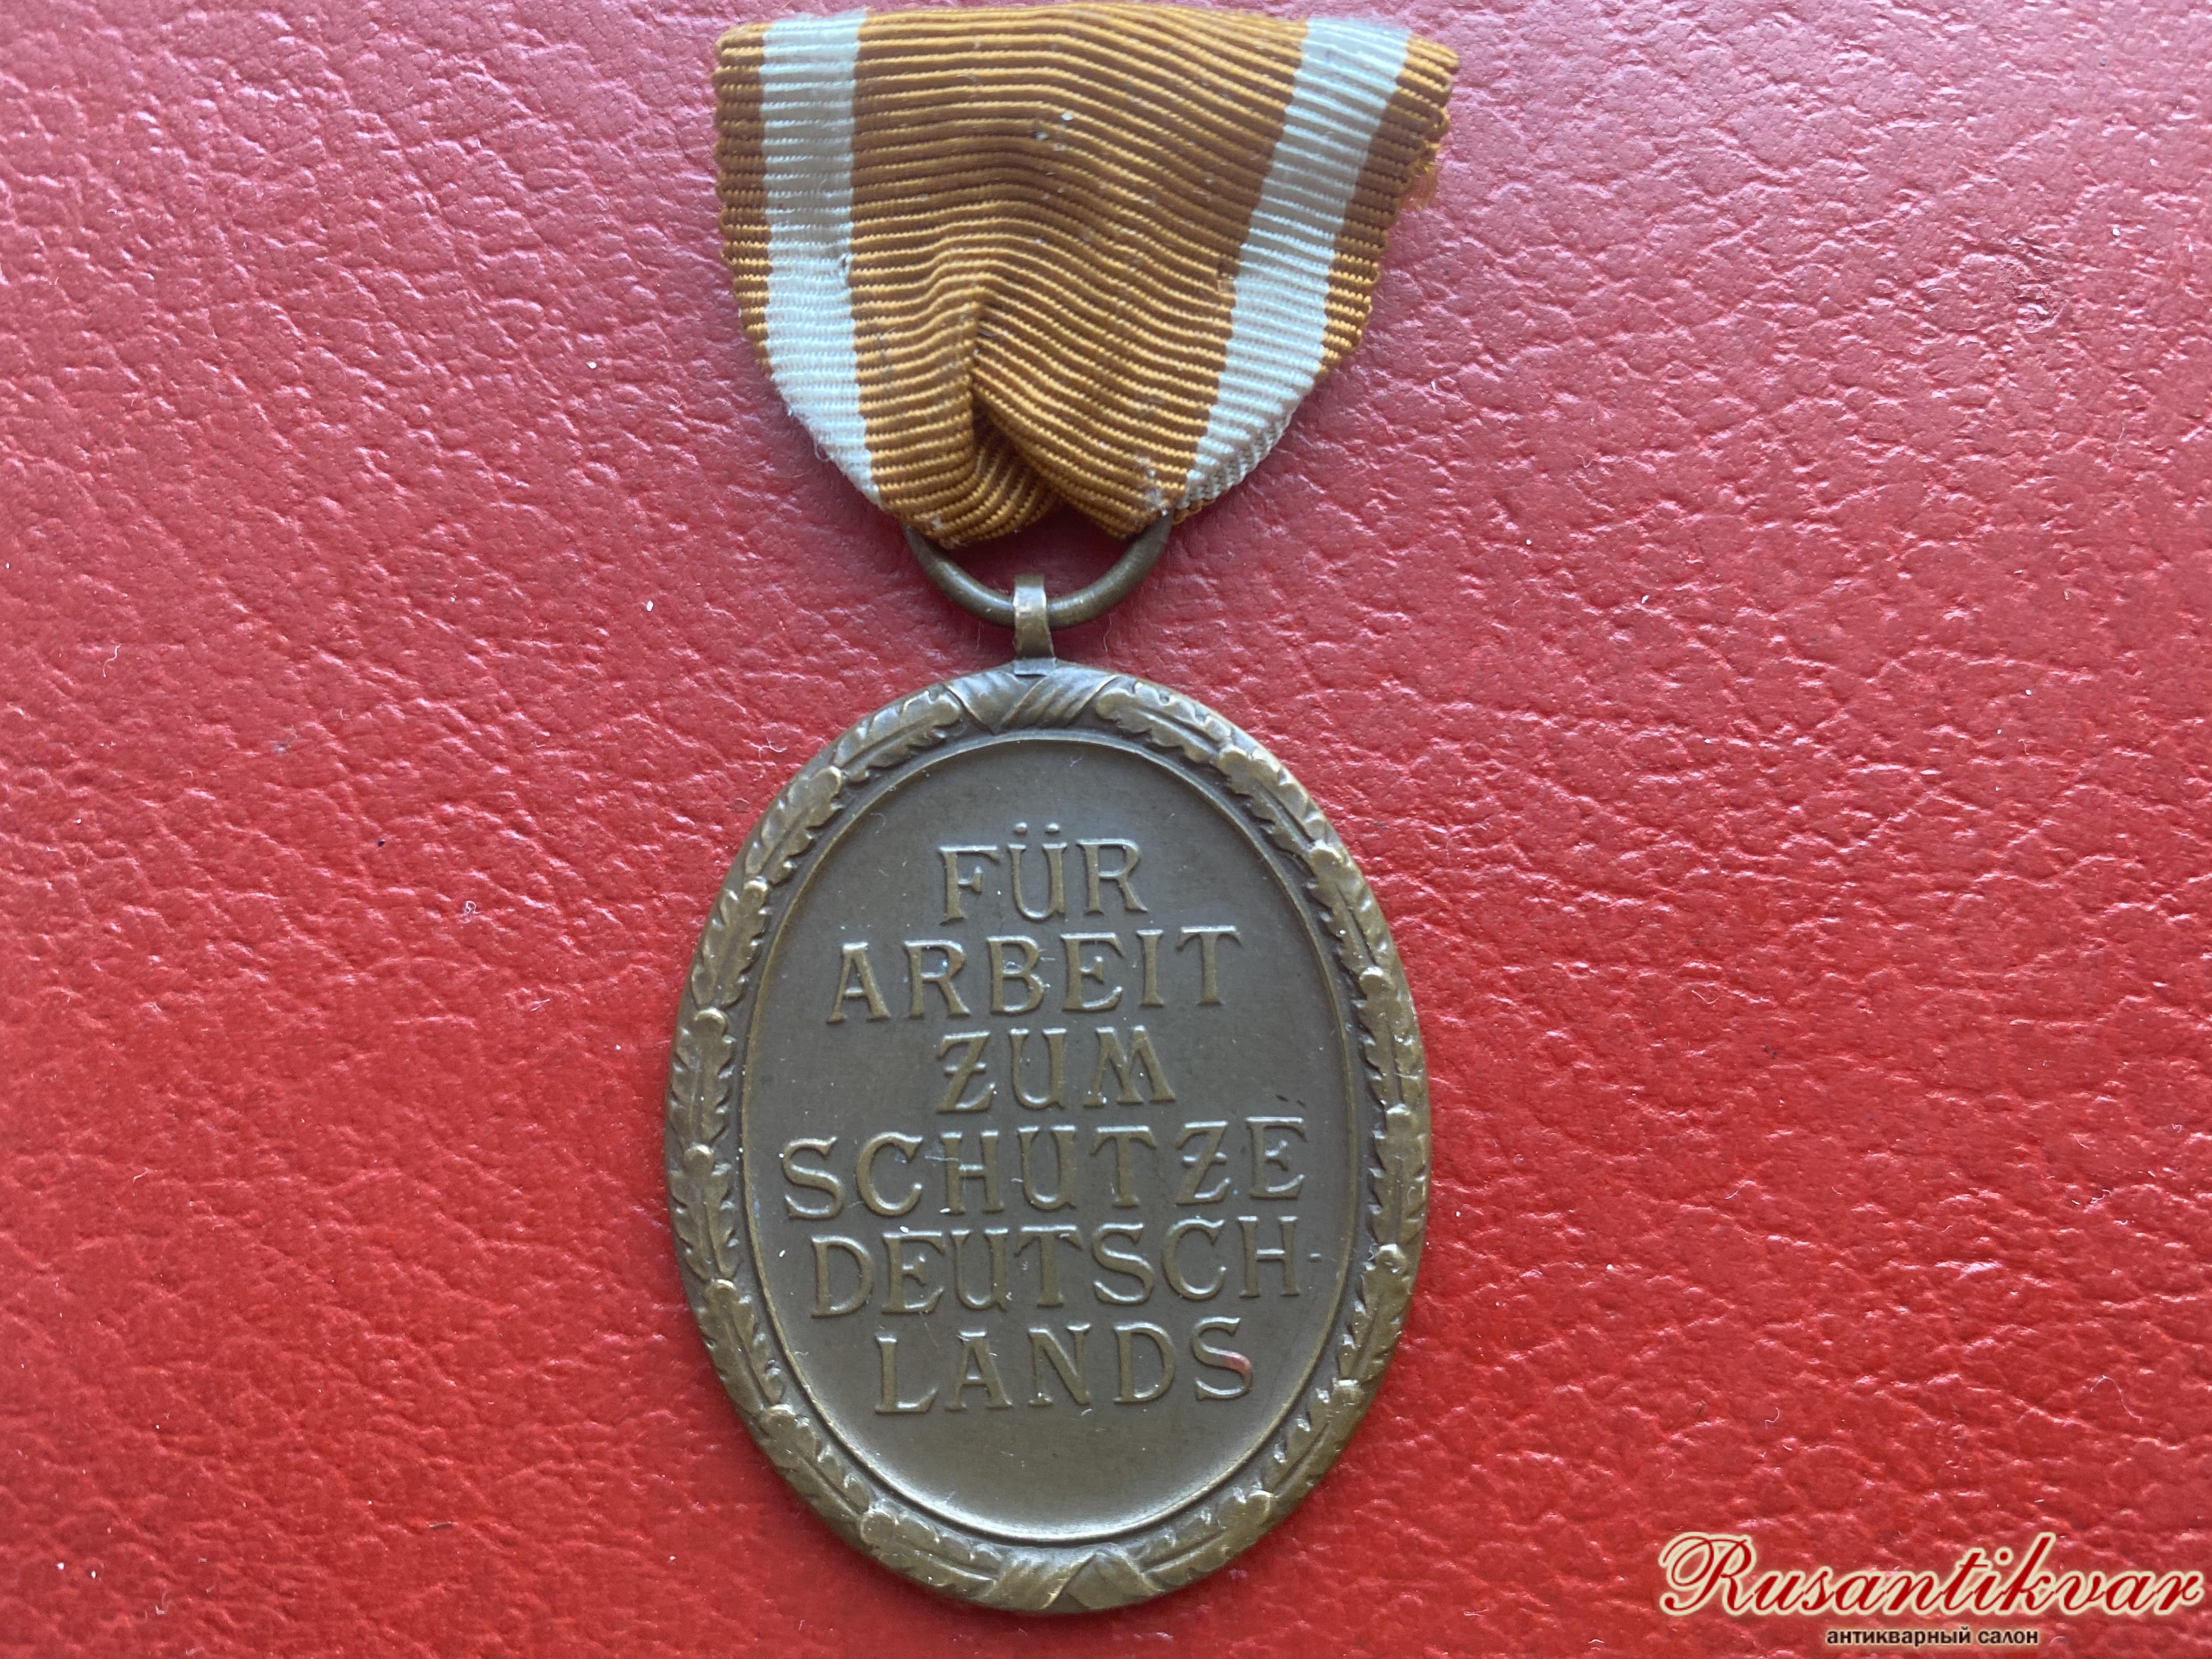 FÜR
ARBEIT
ZUM
SCHUTZE
DEUTSCH-
LANDS
Rusantikvar
антикварный салон